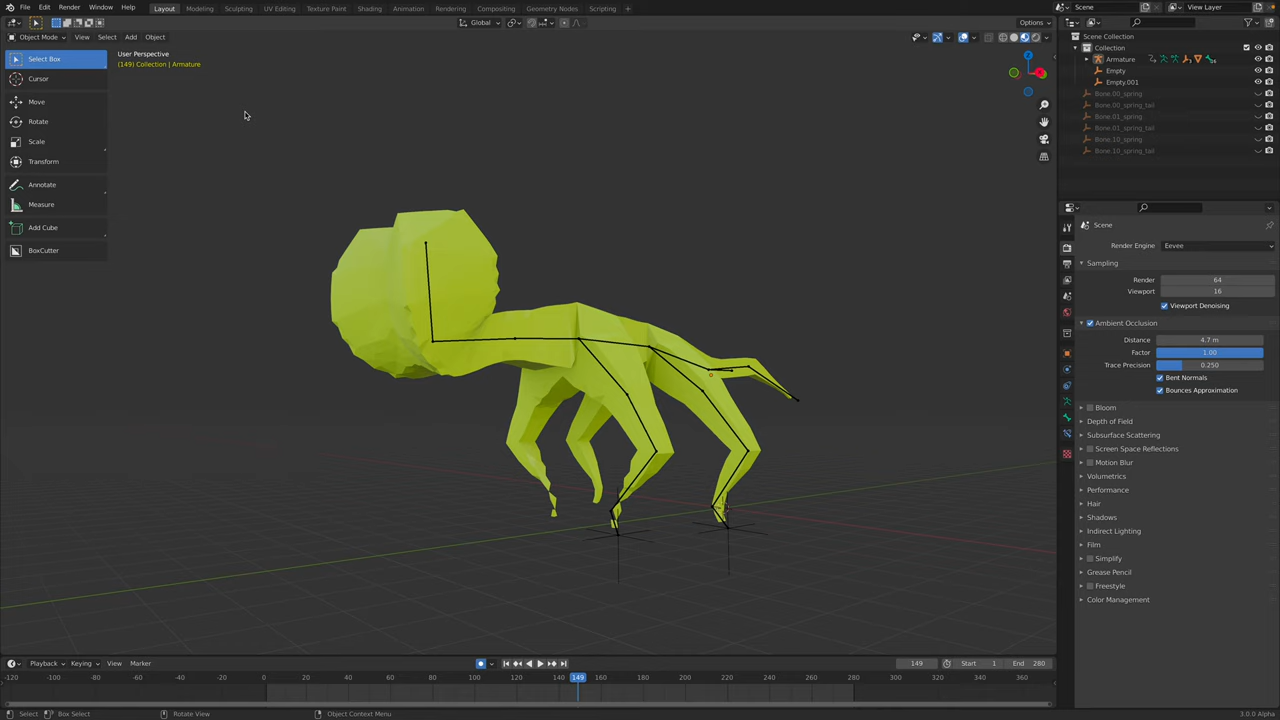 File Edit Render Window Help
Layout Modeling Sculpting UV Editing Texture Paint Shading Animation Rendering Compositing Geometry Nodes Scripting +
Scene
View Layer
Global
Options
Object Mode View Select Add Object
Select Box
Cursor
Move
Rotate
Scale
Transform
Annotate
Measure
Add Cube
BoxCutter
User Perspective
(149) Collection | Armature
Scene Collection
Collection
Armature
Empty
Empty.001
Bone.00_spring
Bone.00_spring_tail
Bone.01_spring
Bone.01_spring_tail
Bone.10_spring
Bone.10_spring_tail
Scene
Render Engine Eevee
Sampling
Render 64
Viewport 16
Viewport Denoising
Ambient Occlusion
Distance 4.7 m
Factor 1.00
Trace Precision 0.250
Bent Normals
Bounces Approximation
Bloom
Depth of Field
Subsurface Scattering
Screen Space Reflections
Motion Blur
Volumetrics
Performance
Hair
Shadows
Indirect Lighting
Film
Simplify
Grease Pencil
Freestyle
Color Management
Playback Keying View Marker
149 Start 1 End 280
-120 -100 -80 -60 -40 -20 0 20 40 60 80 100 120 149 160 180 200 220 240 260 280 300 320 340 360
Select Box Select Rotate View Object Context Menu
3.0.0 Alpha